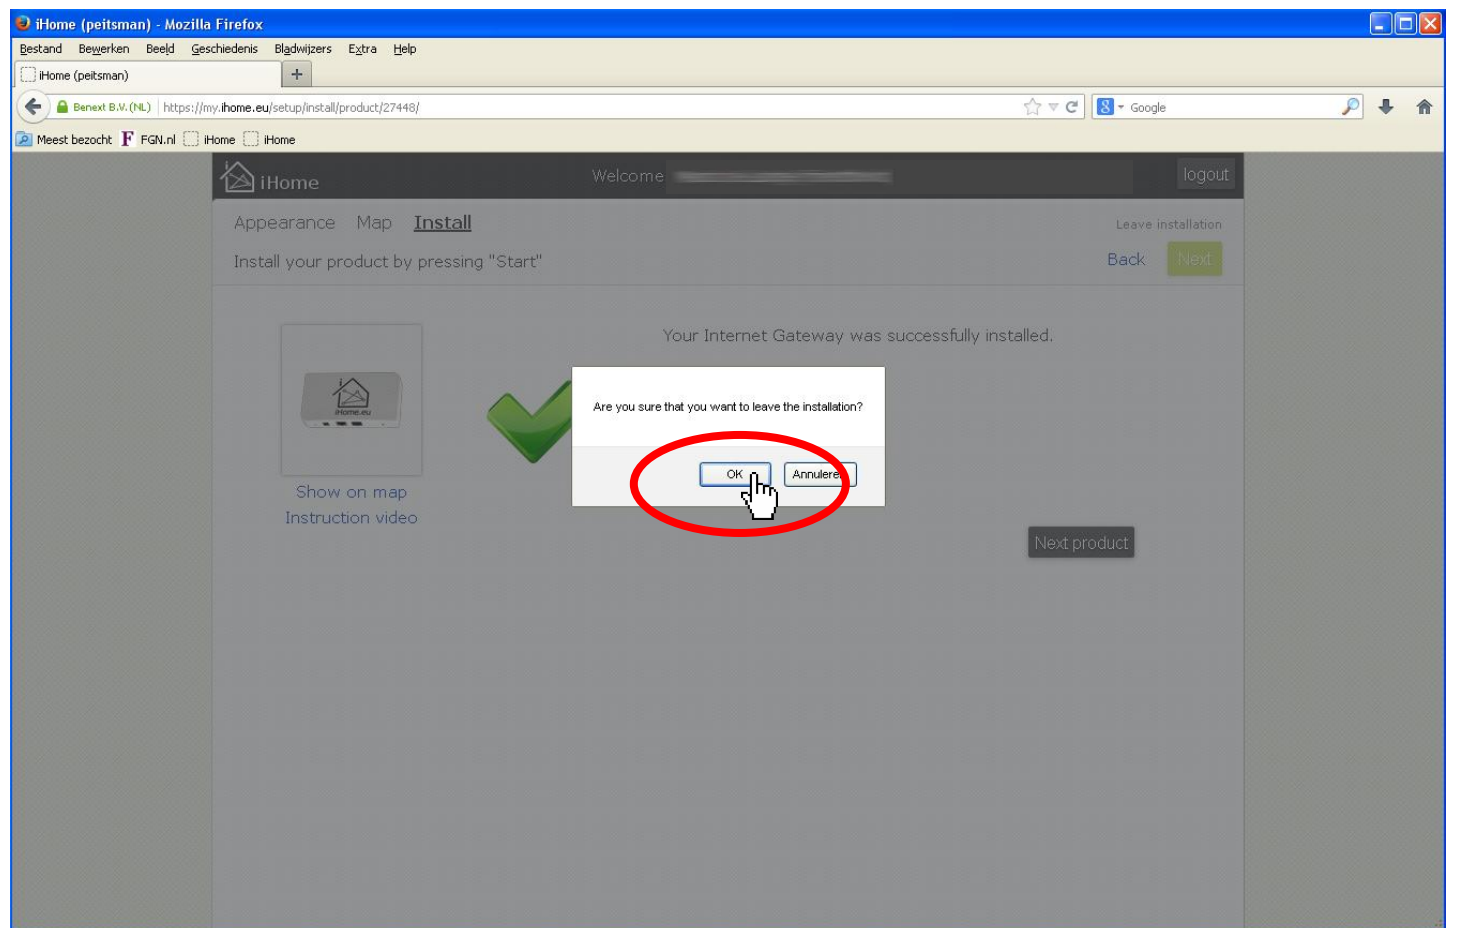 iHome (peitsman) - Mozilla Firefox
Bestand Bewerken Beeld Geschiedenis Bladwijzers Extra Help
iHome (peitsman) +
Benext B.V. (NL) https://my.ihome.eu/setup/install/product/27448/ 8 Google
Meest bezocht F FGN.nl iHome iHome
iHome Welcome logout
Appearance Map Install Leave installation
Install your product by pressing "Start" Back Next
Your Internet Gateway was successfully installed.
iHome.eu
Are you sure that you want to leave the installation?
OK Annuleren
Show on map
Instruction video
Next product